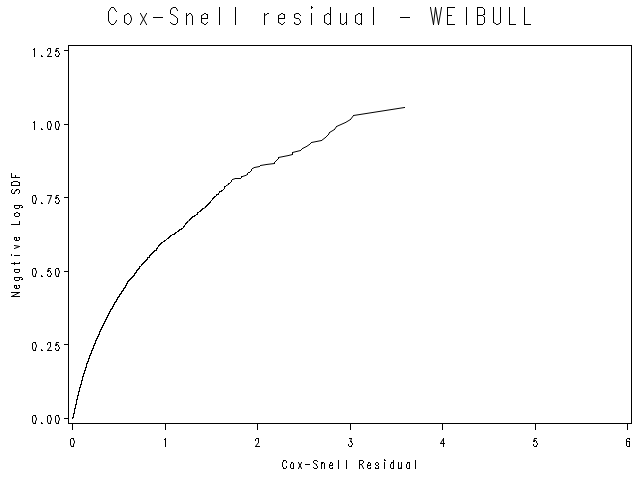 Cox-Snell residual - WEIBULL
1.25
1.00
0.75
0.50
0.25
0.00
Negative Log SDF
0 1 2 3 4 5 6
Cox-Snell Residual